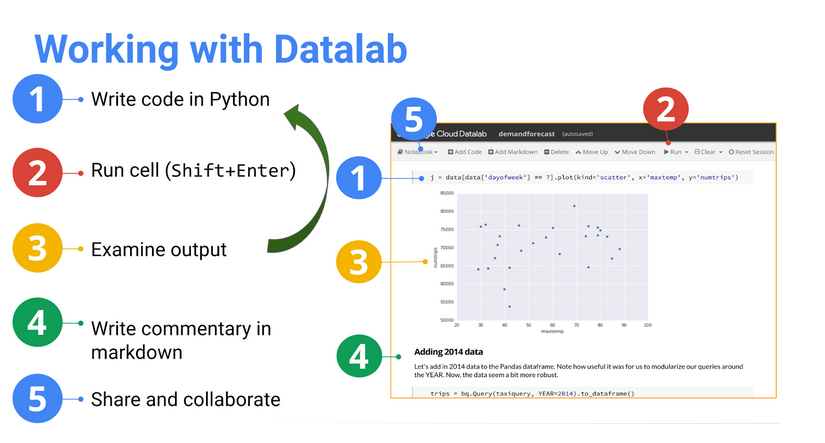 Working with Datalab
1
Write code in Python
2
Run cell (Shift+Enter)
3
Examine output
4
Write commentary in
markdown
5
Share and collaborate
5
2
Cloud Datalab demandforecast (autosaved)
Notebook Add Code Add Markdown Delete Move Up Move Down Run Clear Reset Session
1
j = data[data['dayofweek'] == 7].plot(kind='scatter', x='maxtemp', y='numtrips')
3
85000
80000
75000
70000
65000
60000
55000
50000
numtrips
20 30 40 50 60 70 80 90 100
maxtemp
4
Adding 2014 data
Let's add in 2014 data to the Pandas dataframe. Note how useful it was for us to modularize our queries around
the YEAR. Now, the data seem a bit more robust.
trips = bq.Query(taxiquery, YEAR=2014).to_dataframe()